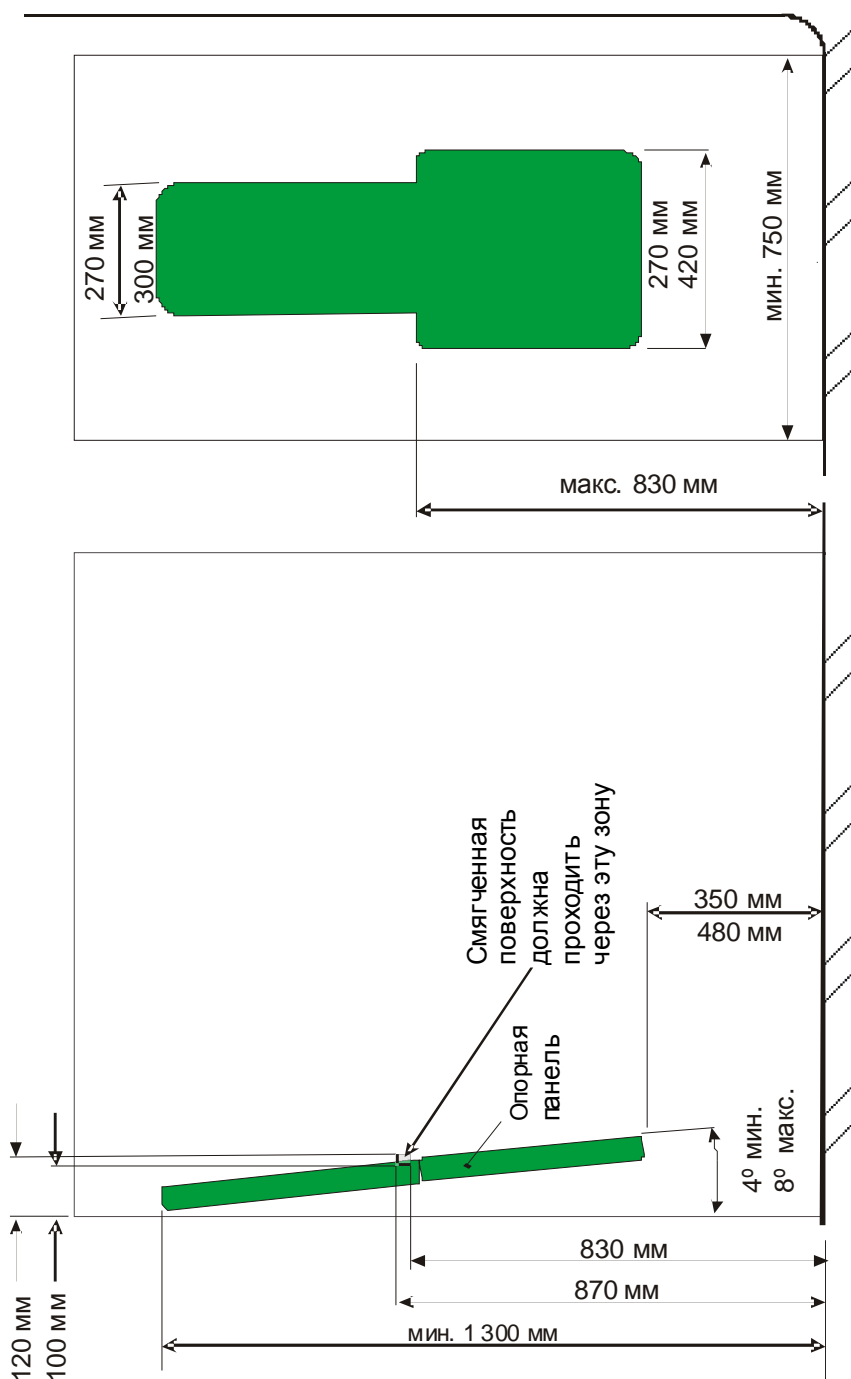 270 мм
300 мм
270 мм
420 мм
мин. 750 мм
макс. 830 мм
Смягченная
поверхность
должна
проходить
через эту зону
Опорная
панель
350 мм
480 мм
4º мин.
8º макс.
830 мм
870 мм
мин. 1 300 мм
120 мм
100 мм